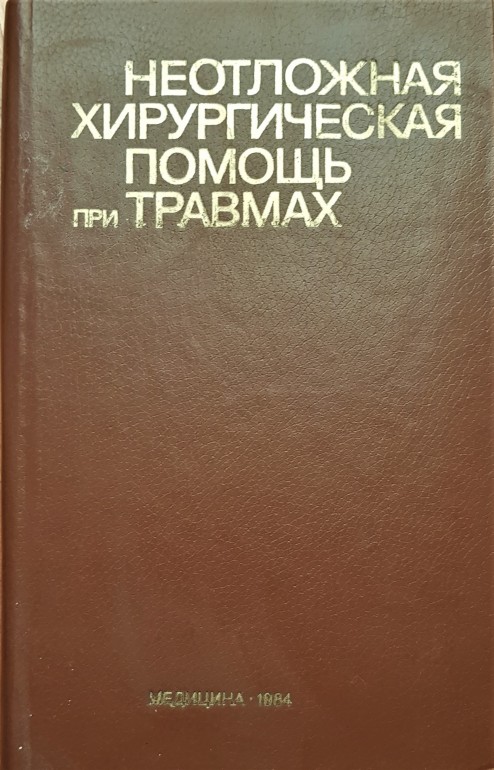 НЕОТЛОЖНАЯ
ХИРУРГИЧЕСКАЯ
ПОМОЩЬ
ПРИ ТРАВМАХ
МЕДИЦИНА · 1984